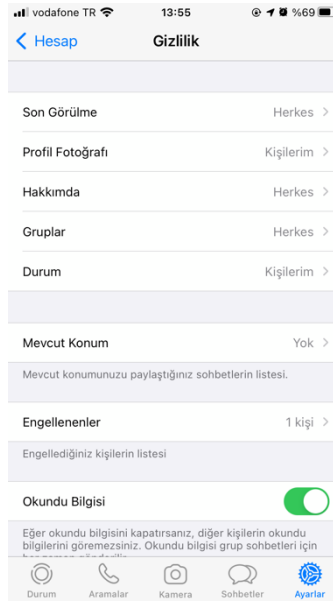 vodafone TR 13:55 %69
Hesap Gizlilik
Son Görülme Herkes
Profil Fotoğrafı Kişilerim
Hakkımda Herkes
Gruplar Herkes
Durum Kişilerim
Mevcut Konum Yok
Mevcut konumunuzu paylaştığınız sohbetlerin listesi.
Engellenenler 1 kişi
Engellediğiniz kişilerin listesi
Okundu Bilgisi
Eğer okundu bilgisini kapatırsanız, diğer kişilerin okundu
bilgilerini göremezsiniz. Okundu bilgisi grup sohbetleri için
Durum Aramalar Kamera Sohbetler Ayarlar